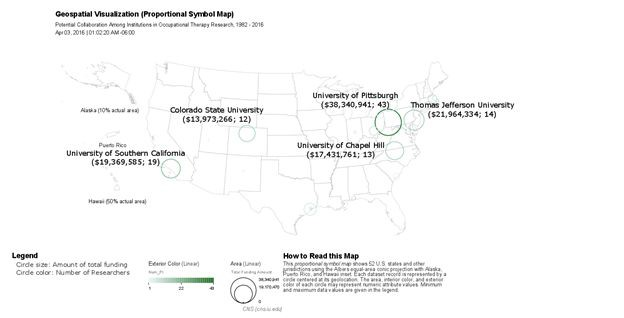 Geospatial Visualization (Proportional Symbol Map)
Potential Collaboration Among Institutions in Occupational Therapy Research, 1982 - 2016
Apr 03, 2016 | 01:02:20 AM -06:00
University of Pittsburgh
($38,340,941; 43)
Thomas Jefferson University
($21,964,334; 14)
Alaska (10% actual area)
Colorado State University
($13,973,266; 12)
Puerto Rico
University of Southern California
($19,369,585; 19)
University of Chapel Hill
($17,431,761; 13)
Hawaii (50% actual area)
Legend
Circle size: Amount of total funding
Circle color: Number of Researchers
Exterior Color (Linear)
1 22 43
Area (Linear)
Total Funding Amount
38,340,941
19,170,470
0
CNS (cns.iu.edu)
How to Read this Map
This proportional symbol map shows 52 U.S. states and other
jurisdictions using the Albers equal-area conic projection with Alaska,
Puerto Rico, and Hawaii inset. Each dataset record is represented by a
circle centered at its geolocation. The area, interior color, and exterior
color of each circle may represent numeric attribute values. Minimum
and maximum data values are given in the legend.